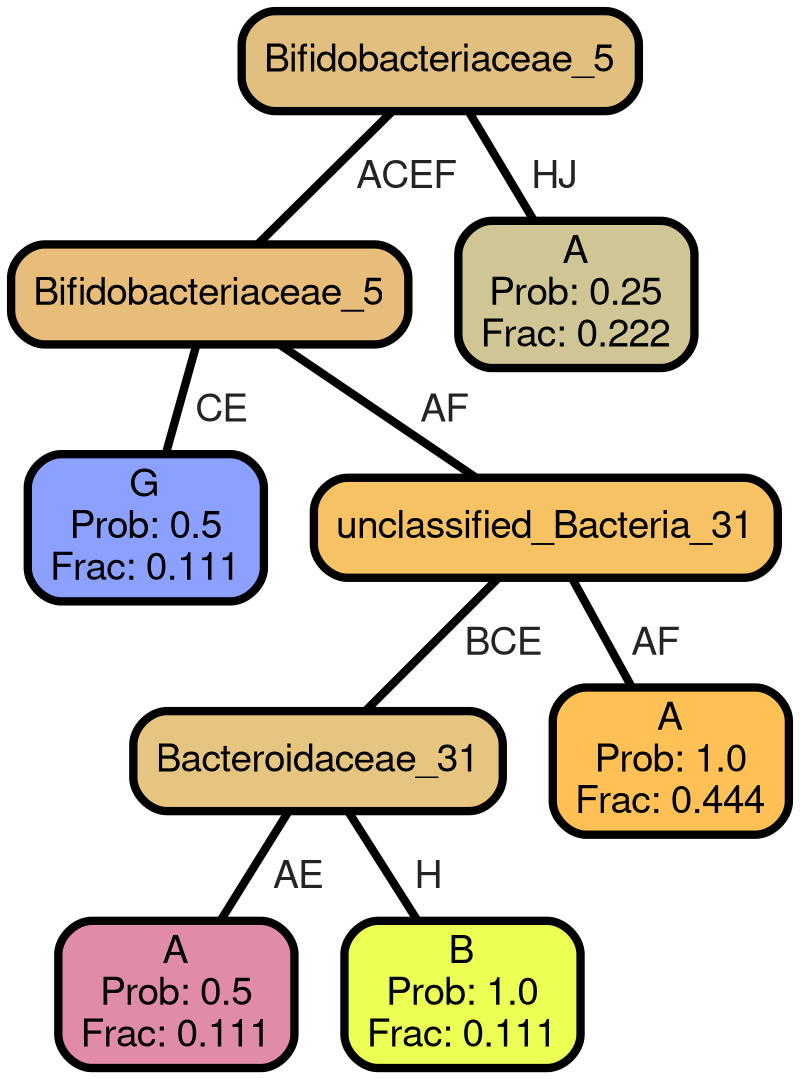 Bifidobacteriaceae_5
ACEF
HJ
Bifidobacteriaceae_5
A
Prob: 0.25
Frac: 0.222
CE
AF
G
Prob: 0.5
Frac: 0.111
unclassified_Bacteria_31
BCE
AF
Bacteroidaceae_31
A
Prob: 1.0
Frac: 0.444
AE
H
A
Prob: 0.5
Frac: 0.111
B
Prob: 1.0
Frac: 0.111